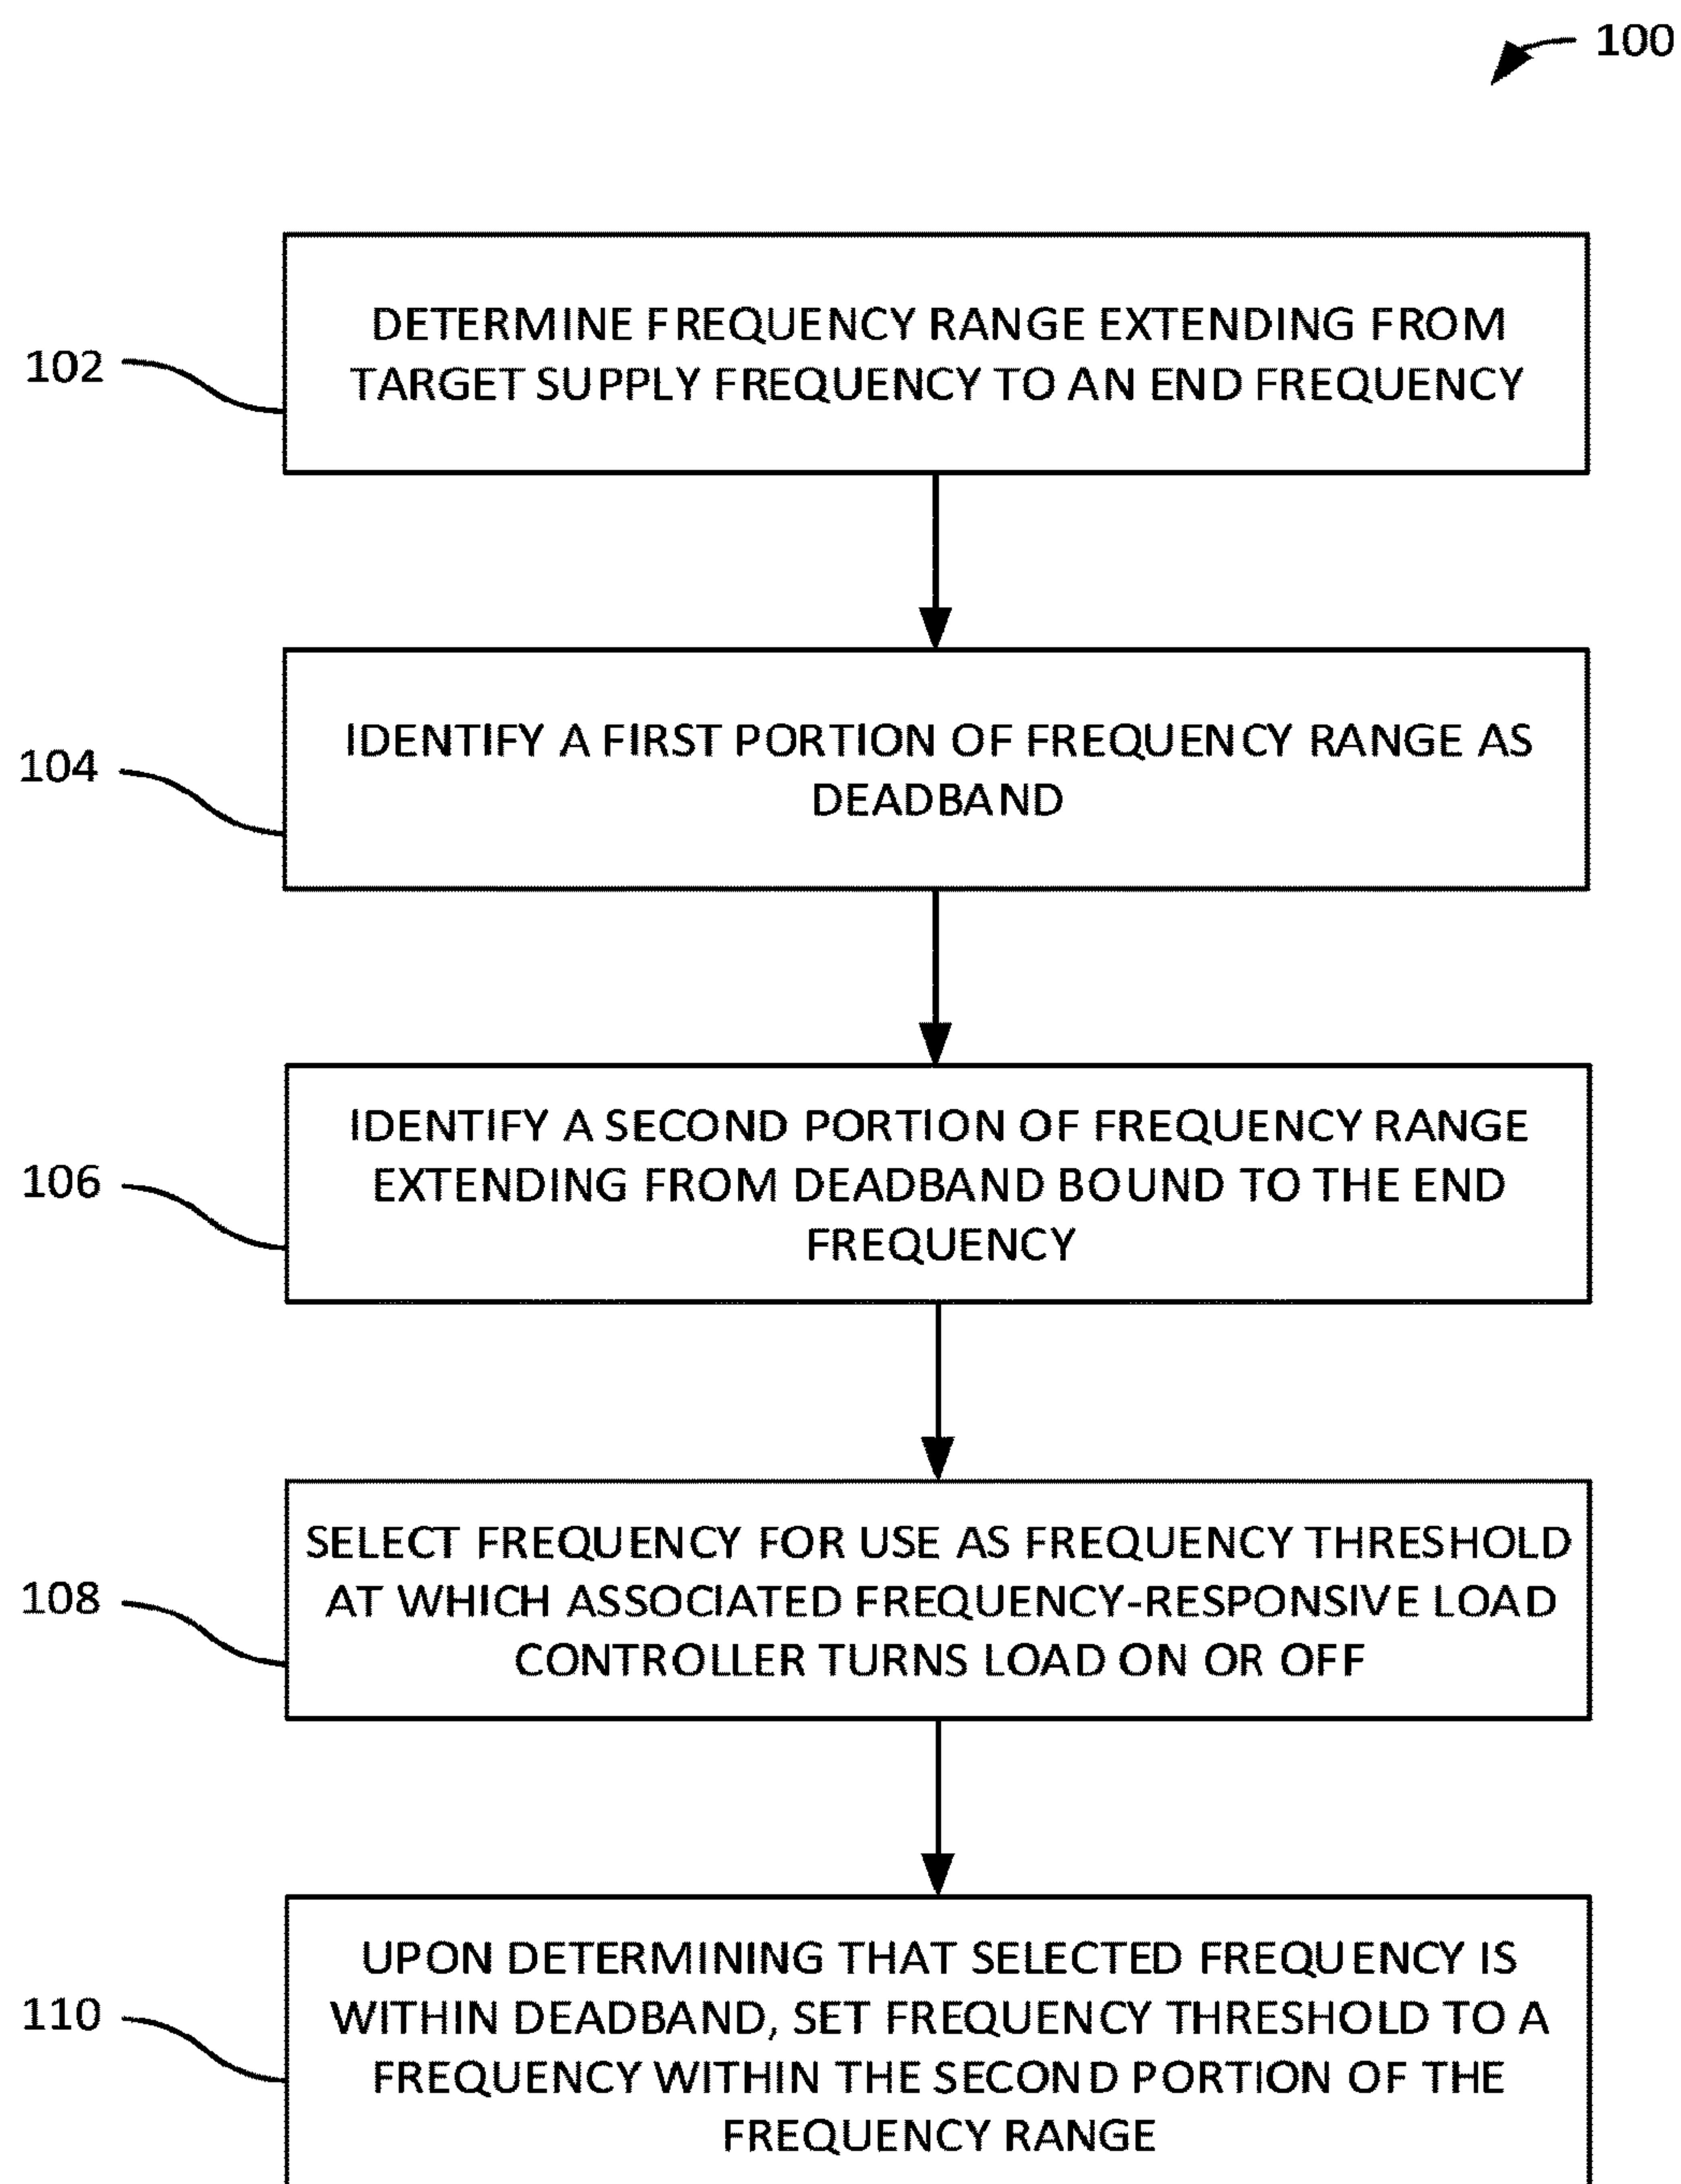 100
102
DETERMINE FREQUENCY RANGE EXTENDING FROM
TARGET SUPPLY FREQUENCY TO AN END FREQUENCY
104
IDENTIFY A FIRST PORTION OF FREQUENCY RANGE AS
DEADBAND
106
IDENTIFY A SECOND PORTION OF FREQUENCY RANGE
EXTENDING FROM DEADBAND BOUND TO THE END
FREQUENCY
108
SELECT FREQUENCY FOR USE AS FREQUENCY THRESHOLD
AT WHICH ASSOCIATED FREQUENCY-RESPONSIVE LOAD
CONTROLLER TURNS LOAD ON OR OFF
110
UPON DETERMINING THAT SELECTED FREQUENCY IS
WITHIN DEADBAND, SET FREQUENCY THRESHOLD TO A
FREQUENCY WITHIN THE SECOND PORTION OF THE
FREQUENCY RANGE